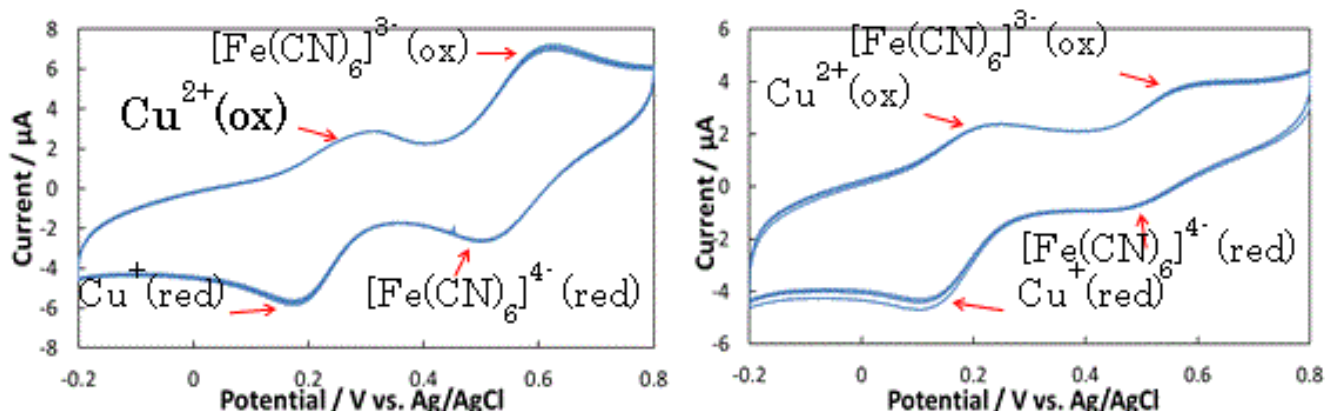 8
6
4
2
0
-2
-4
-6
-8
Current / μA
[Fe(CN)₆]³⁻ (ox)
Cu²⁺(ox)
Cu⁺(red)
[Fe(CN)₆]⁴⁻ (red)
-0.2 0 0.2 0.4 0.6 0.8
Potential / V vs. Ag/AgCl
8
6
4
2
0
-2
-4
-6
Current / μA
[Fe(CN)₆]³⁻ (ox)
Cu²⁺(ox)
[Fe(CN)₆]⁴⁻ (red)
Cu⁺(red)
-0.2 0 0.2 0.4 0.6 0.8
Potential / V vs. Ag/AgCl